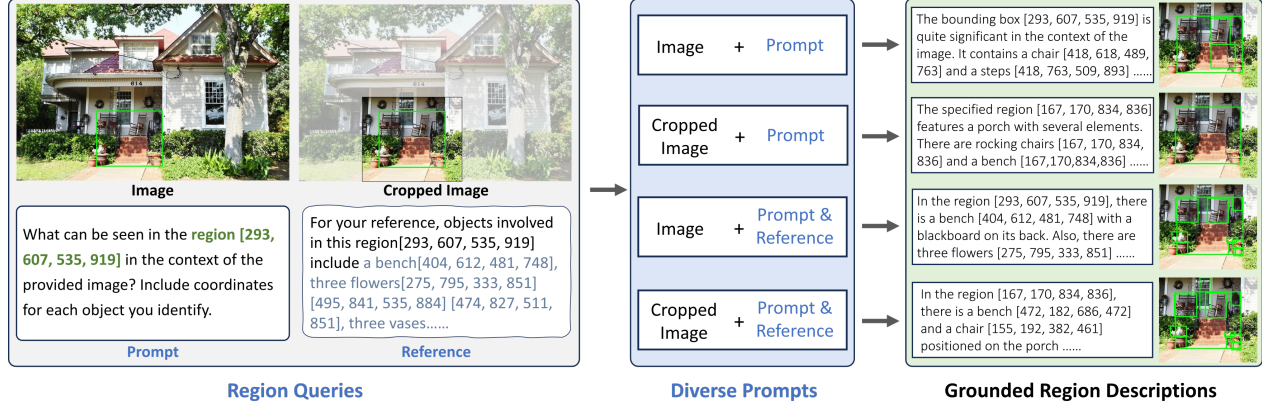 614
Image
Cropped Image
What can be seen in the region [293,
607, 535, 919] in the context of the
provided image? Include coordinates
for each object you identify.
Prompt
For your reference, objects involved
in this region[293, 607, 535, 919]
include a bench[404, 612, 481, 748],
three flowers[275, 795, 333, 851]
[495, 841, 535, 884] [474, 827, 511,
851], three vases......
Reference
Region Queries
Image + Prompt
Cropped
Image + Prompt
Image + Prompt &
Reference
Cropped
Image + Prompt &
Reference
Diverse Prompts
The bounding box [293, 607, 535, 919] is
quite significant in the context of the
image. It contains a chair [418, 618, 489,
763] and a steps [418, 763, 509, 893] ......
The specified region [167, 170, 834, 836]
features a porch with several elements.
There are rocking chairs [167, 170, 834,
836] and a bench [167,170,834,836] ......
In the region [293, 607, 535, 919], there
is a bench [404, 612, 481, 748] with a
blackboard on its back. Also, there are
three flowers [275, 795, 333, 851] ......
In the region [167, 170, 834, 836],
there is a bench [472, 182, 686, 472]
and a chair [155, 192, 382, 461]
positioned on the porch ......
Grounded Region Descriptions